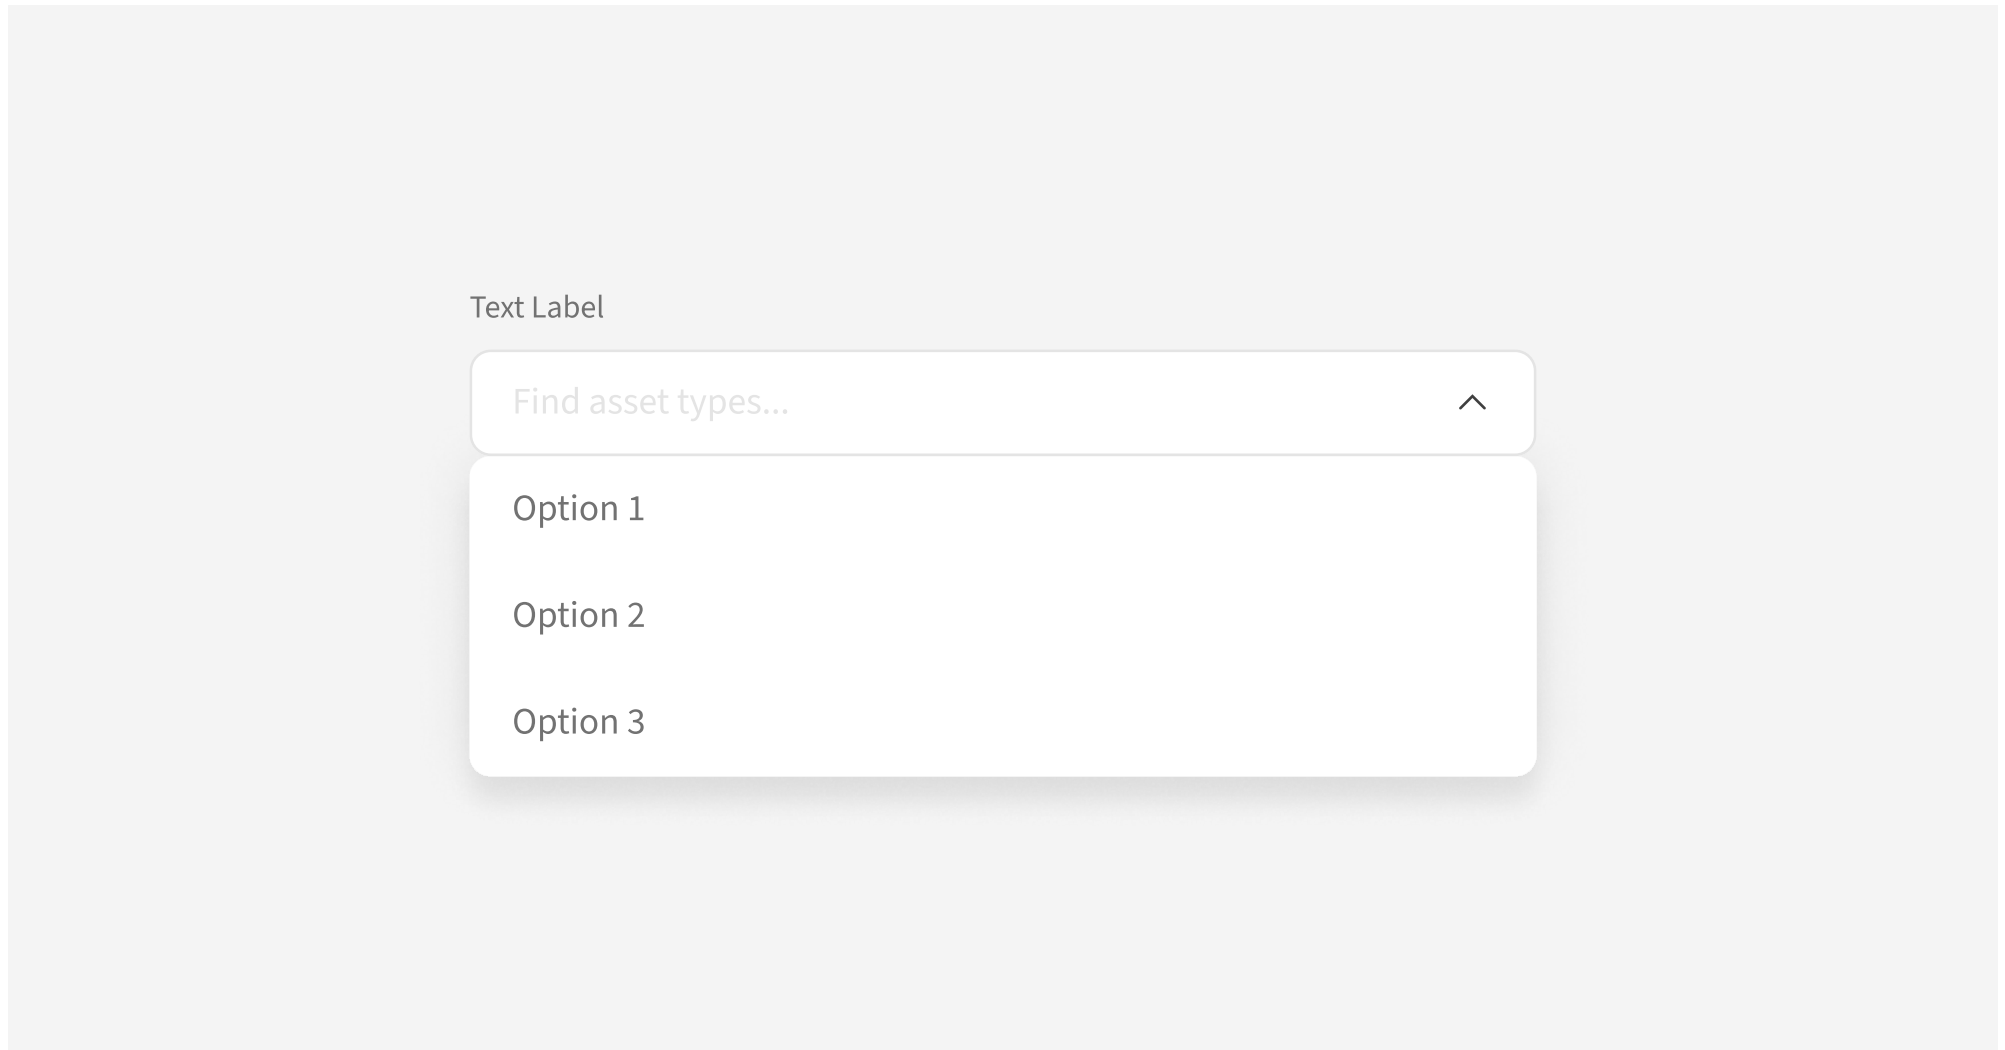 Text Label
Find asset types...
Option 1
Option 2
Option 3